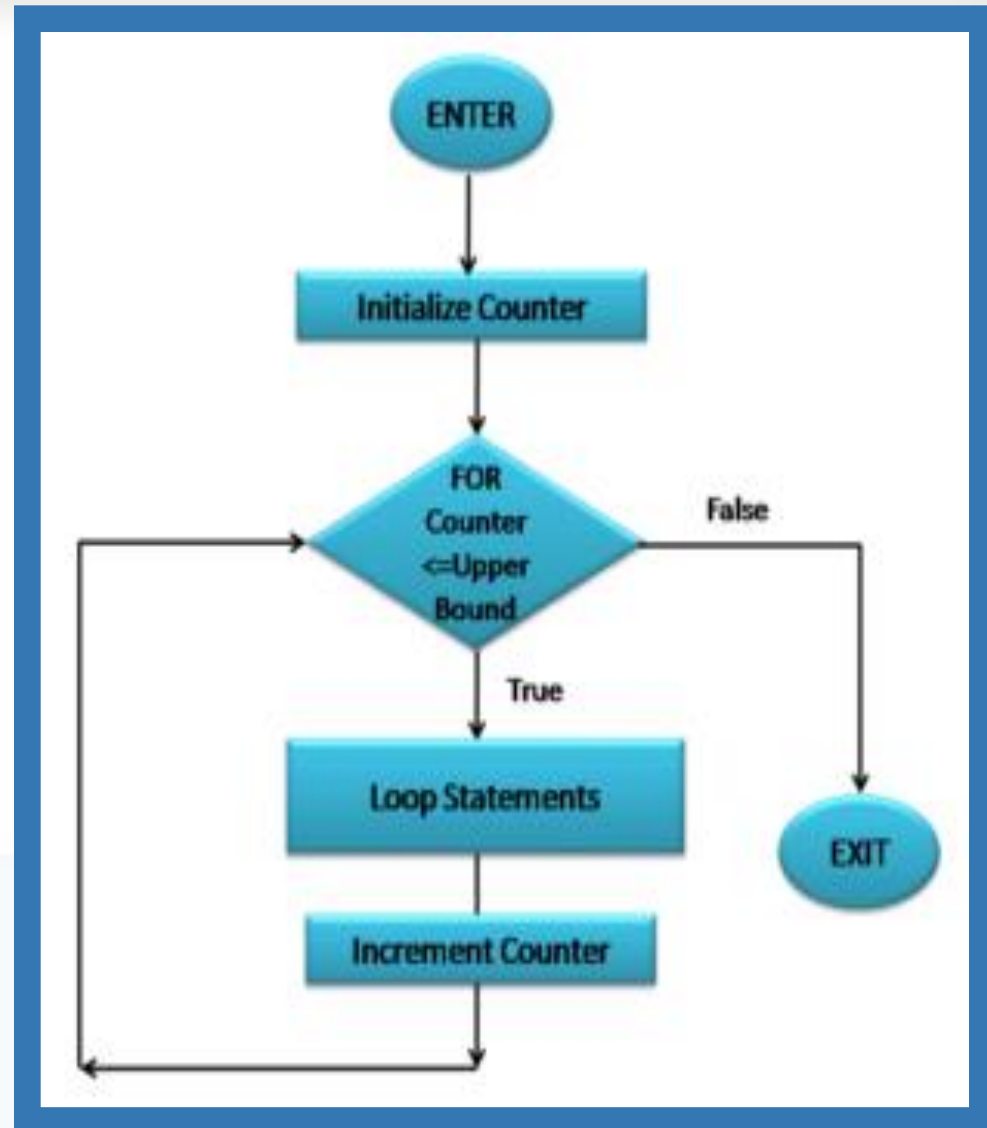 ENTER
Initialize Counter
FOR
Counter
<=Upper
Bound
False
True
Loop Statements
EXIT
Increment Counter